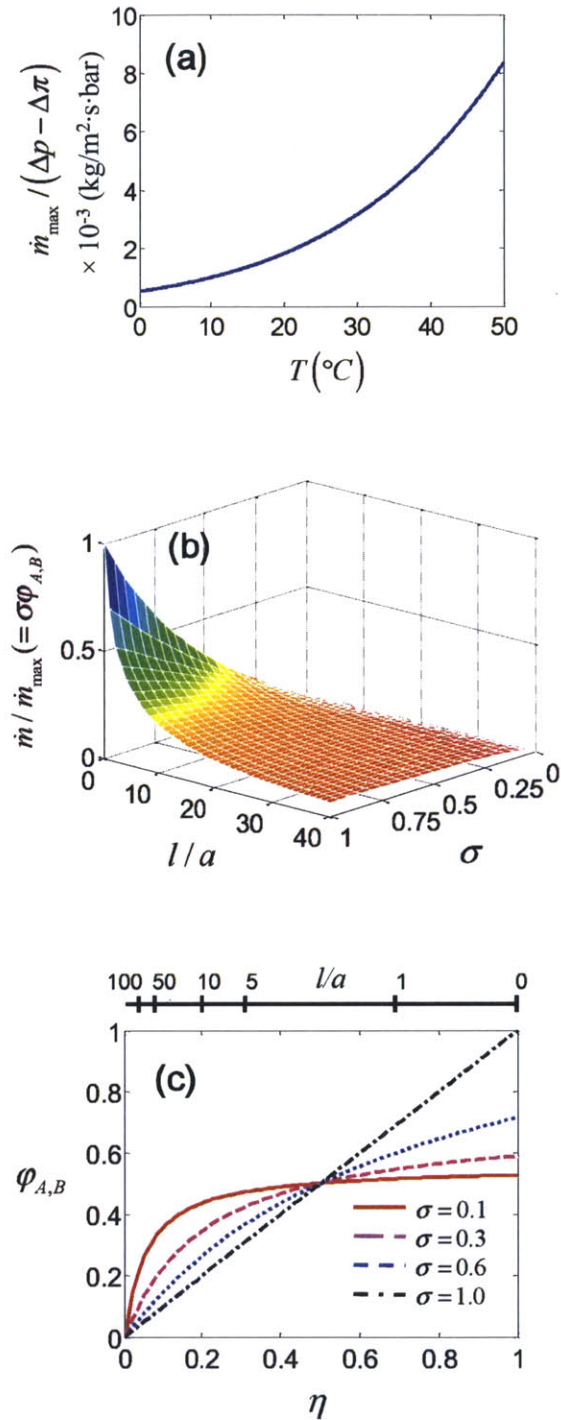 (a)
ṁmax / (Δp − Δπ)
× 10-3 (kg/m2·s·bar)
10
8
6
4
2
0
0 10 20 30 40 50
T (°C)
(b)
ṁ / ṁmax (= σφA,B)
1
0.5
0
0 10 20 30 40
1 0.75 0.5 0.25 0
l / a
σ
100 50 10 5 l/a 1 0
(c)
φA,B
1
0.8
0.6
0.4
0.2
0
σ = 0.1
σ = 0.3
σ = 0.6
σ = 1.0
0 0.2 0.4 0.6 0.8 1
η